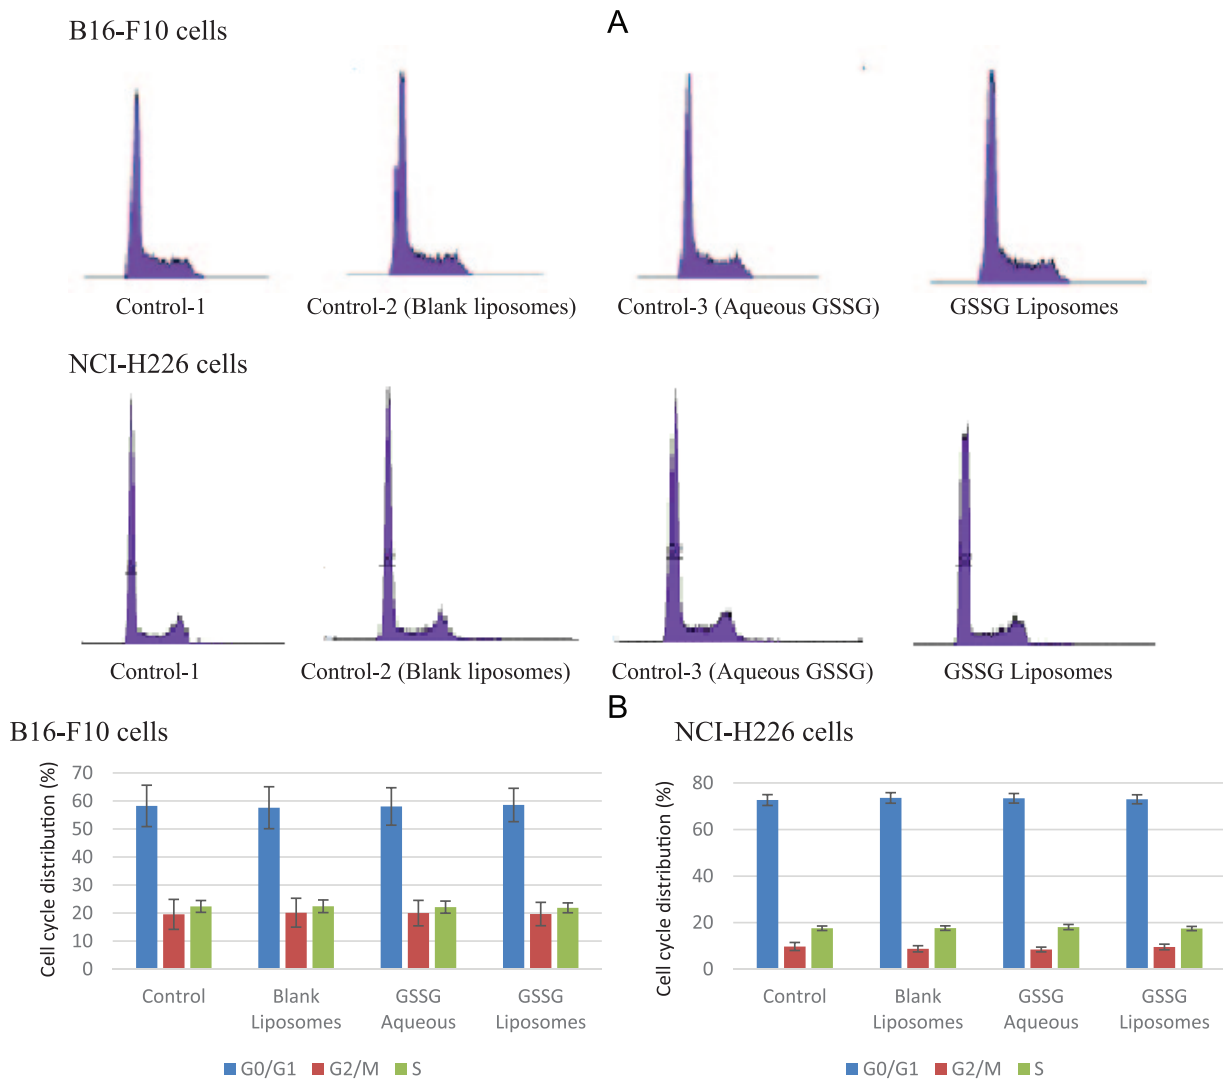 B16-F10 cells
A
Control-1
Control-2 (Blank liposomes)
Control-3 (Aqueous GSSG)
GSSG Liposomes
NCI-H226 cells
Control-1
Control-2 (Blank liposomes)
Control-3 (Aqueous GSSG)
GSSG Liposomes
B
B16-F10 cells
Cell cycle distribution (%)
70
60
50
40
30
20
10
0
Control
Blank
Liposomes
GSSG
Aqueous
GSSG
Liposomes
G0/G1 G2/M S
NCI-H226 cells
Cell cycle distribution (%)
80
60
40
20
0
Control
Blank
Liposomes
GSSG
Aqueous
GSSG
Liposomes
G0/G1 G2/M S